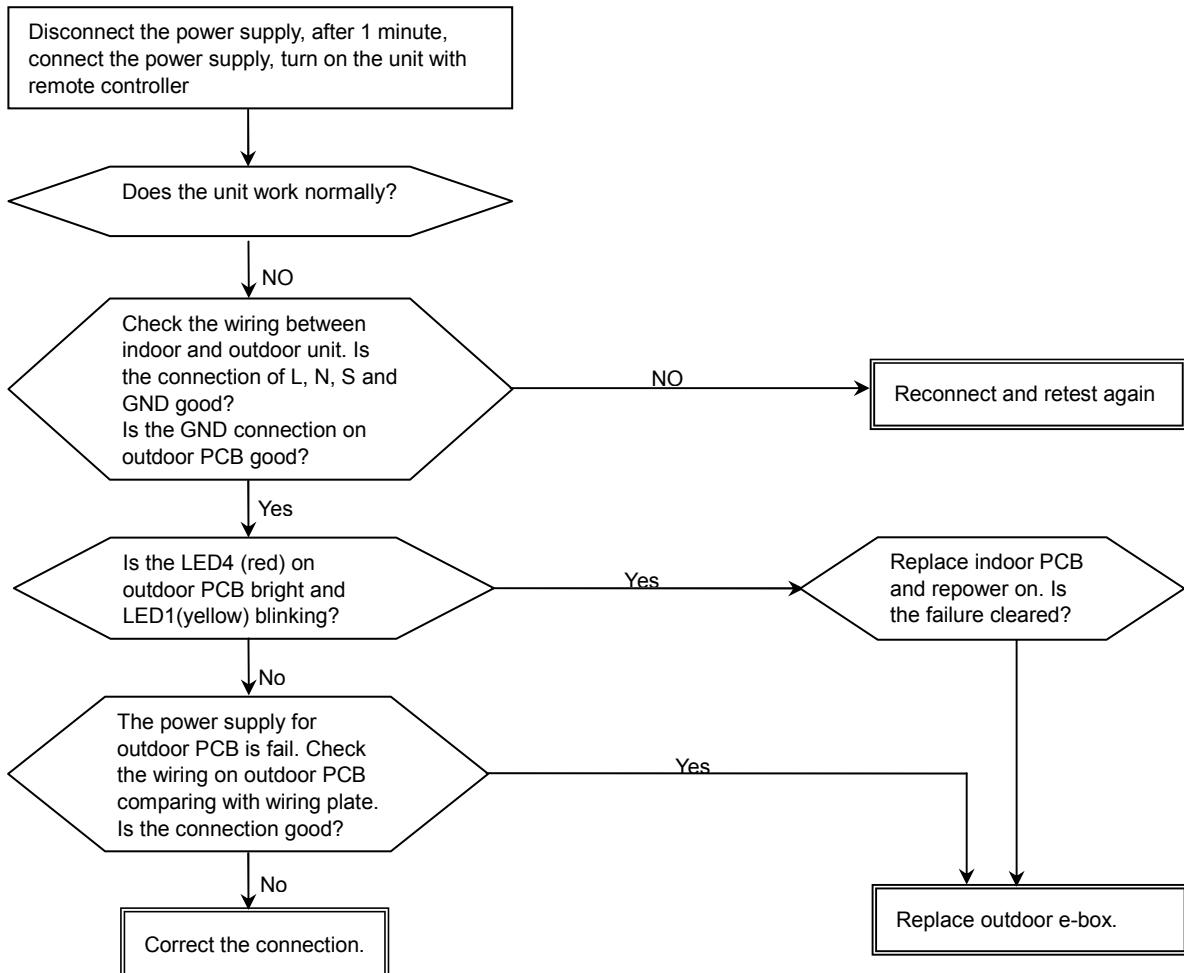 Disconnect the power supply, after 1 minute,
connect the power supply, turn on the unit with
remote controller
Does the unit work normally?
NO
Check the wiring between
indoor and outdoor unit. Is
the connection of L, N, S and
GND good?
Is the GND connection on
outdoor PCB good?
NO
Reconnect and retest again
Yes
Is the LED4 (red) on
outdoor PCB bright and
LED1(yellow) blinking?
Yes
Replace indoor PCB
and repower on. Is
the failure cleared?
No
The power supply for
outdoor PCB is fail. Check
the wiring on outdoor PCB
comparing with wiring plate.
Is the connection good?
Yes
No
Correct the connection.
Replace outdoor e-box.